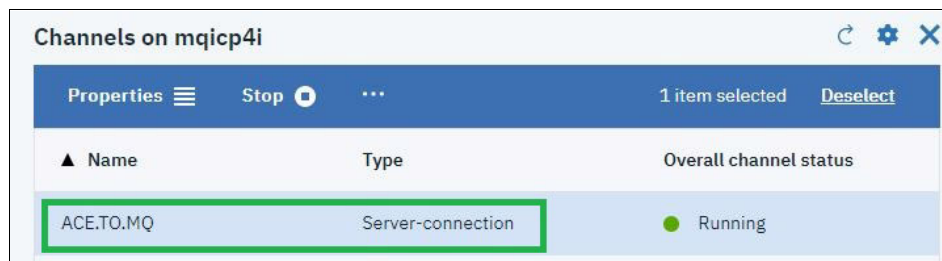 Channels on mqicp4i
Properties Stop ... 1 item selected Deselect
▲ Name Type Overall channel status
ACE.TO.MQ Server-connection Running